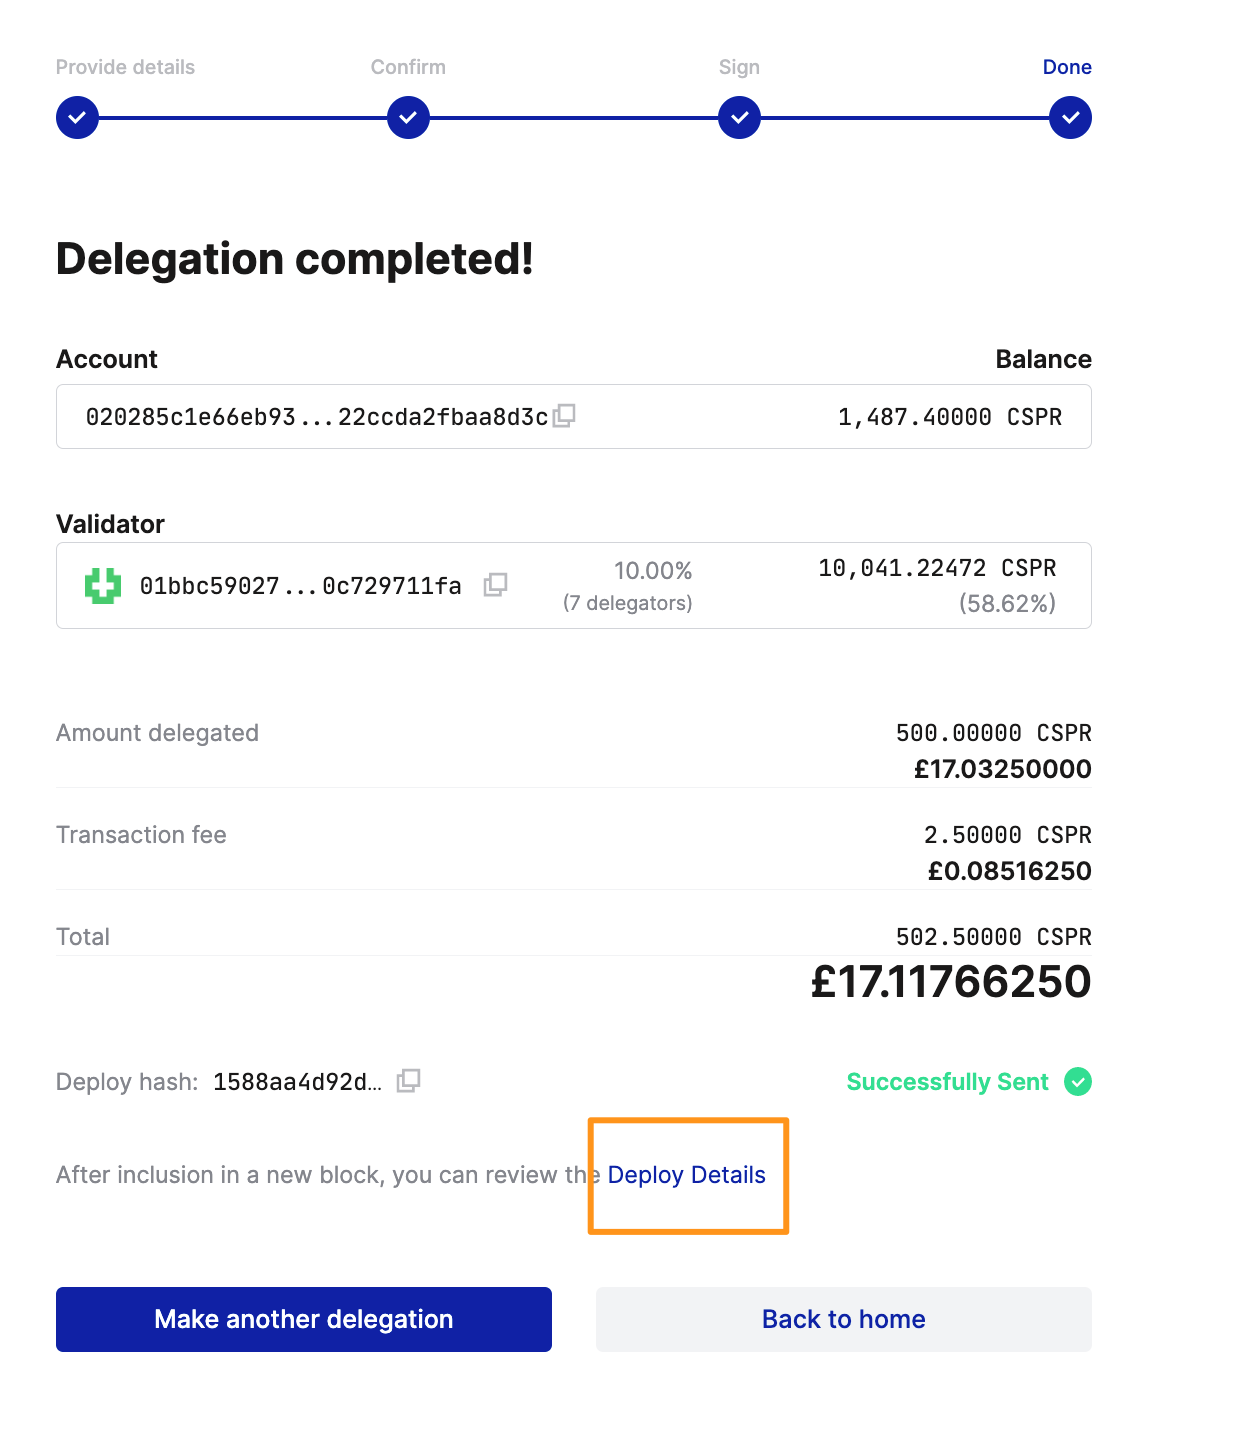 Provide details Confirm Sign Done
Delegation completed!
Account Balance
020285c1e66eb93...22ccda2fbaa8d3c 1,487.40000 CSPR
Validator
01bbc59027...0c729711fa 10.00% 10,041.22472 CSPR
(7 delegators) (58.62%)
Amount delegated 500.00000 CSPR
£17.03250000
Transaction fee 2.50000 CSPR
£0.08516250
Total 502.50000 CSPR
£17.11766250
Deploy hash: 1588aa4d92d... Successfully Sent
After inclusion in a new block, you can review the Deploy Details
Make another delegation Back to home